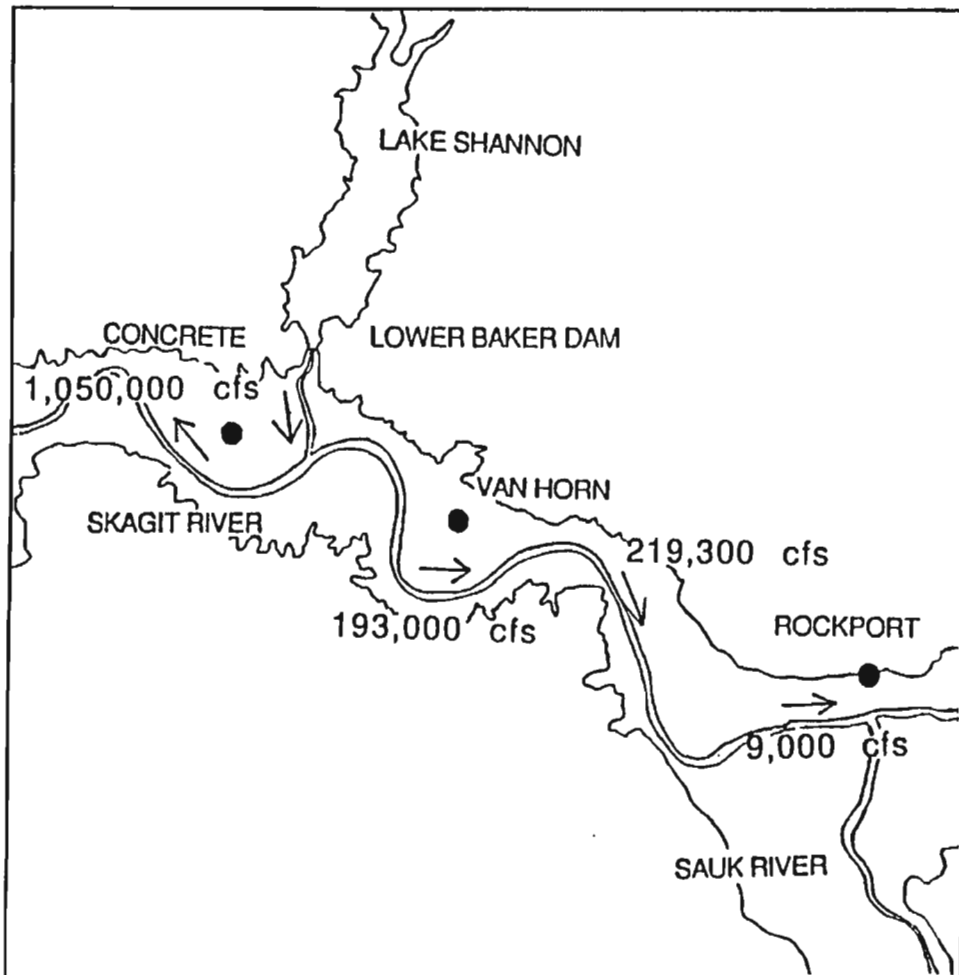 LAKE SHANNON
CONCRETE
LOWER BAKER DAM
1,050,000 cfs
VAN HORN
SKAGIT RIVER
219,300 cfs
193,000 cfs
ROCKPORT
9,000 cfs
SAUK RIVER